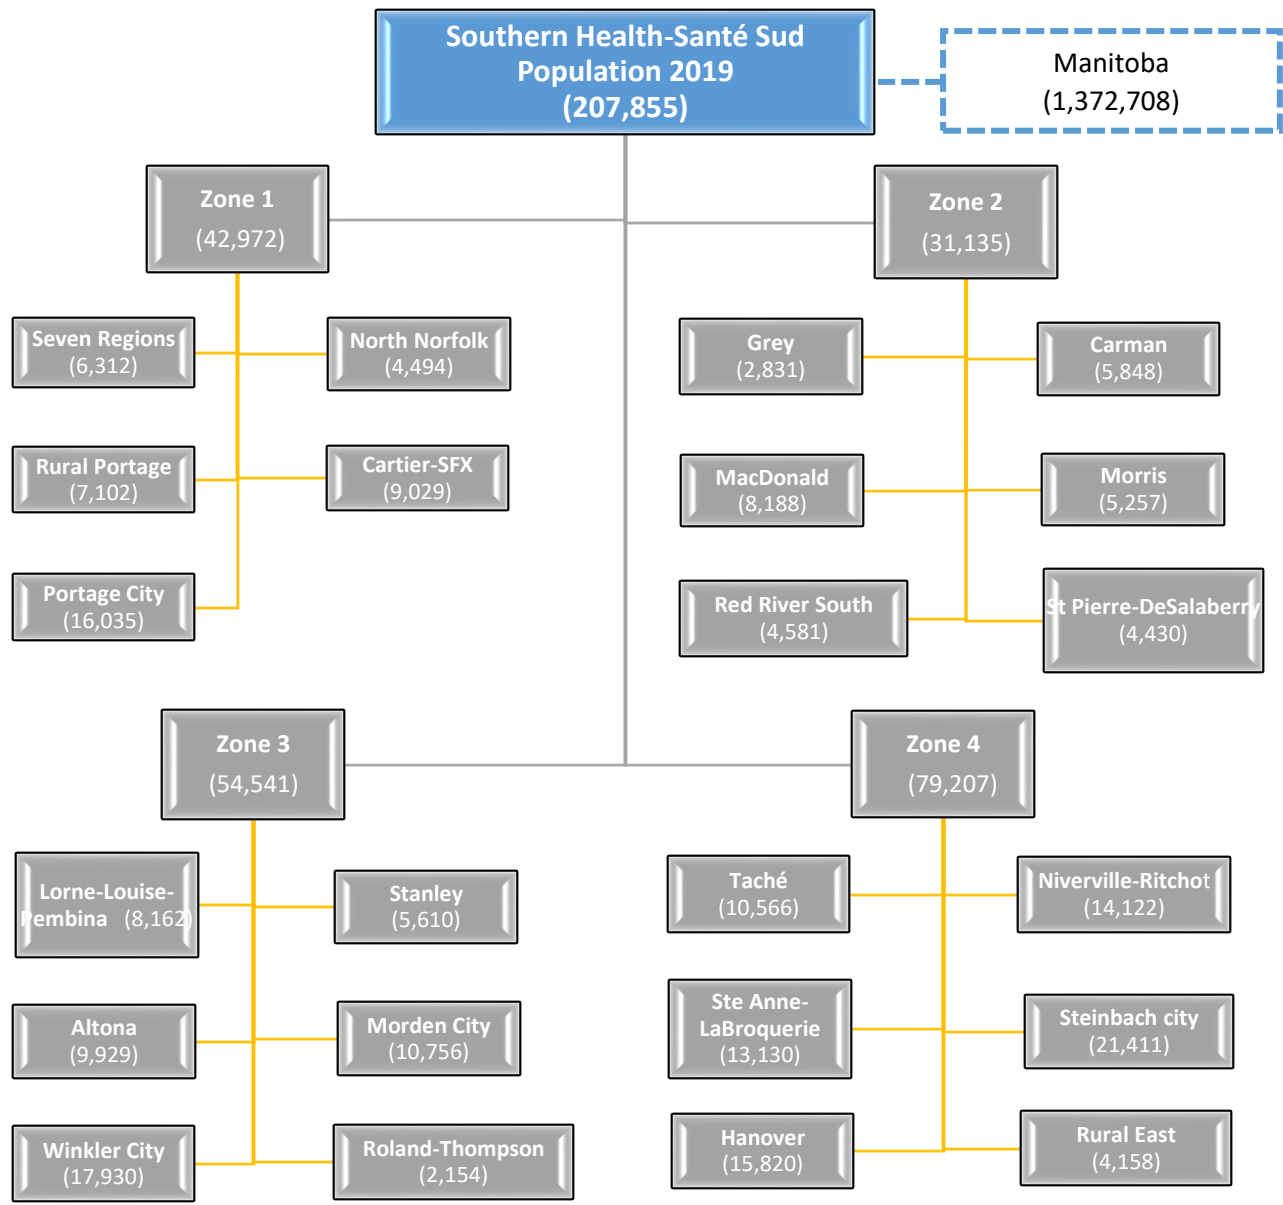 Southern Health-Santé Sud
Population 2019
(207,855)
Manitoba
(1,372,708)
Zone 1
(42,972)
Zone 2
(31,135)
Seven Regions
(6,312)
North Norfolk
(4,494)
Grey
(2,831)
Carman
(5,848)
Rural Portage
(7,102)
Cartier-SFX
(9,029)
MacDonald
(8,188)
Morris
(5,257)
Portage City
(16,035)
Red River South
(4,581)
St Pierre-DeSalaberry
(4,430)
Zone 3
(54,541)
Zone 4
(79,207)
Lorne-Louise-
Pembina (8,162)
Stanley
(5,610)
Taché
(10,566)
Niverville-Ritchot
(14,122)
Altona
(9,929)
Morden City
(10,756)
Ste Anne-
LaBroquerie
(13,130)
Steinbach city
(21,411)
Winkler City
(17,930)
Roland-Thompson
(2,154)
Hanover
(15,820)
Rural East
(4,158)